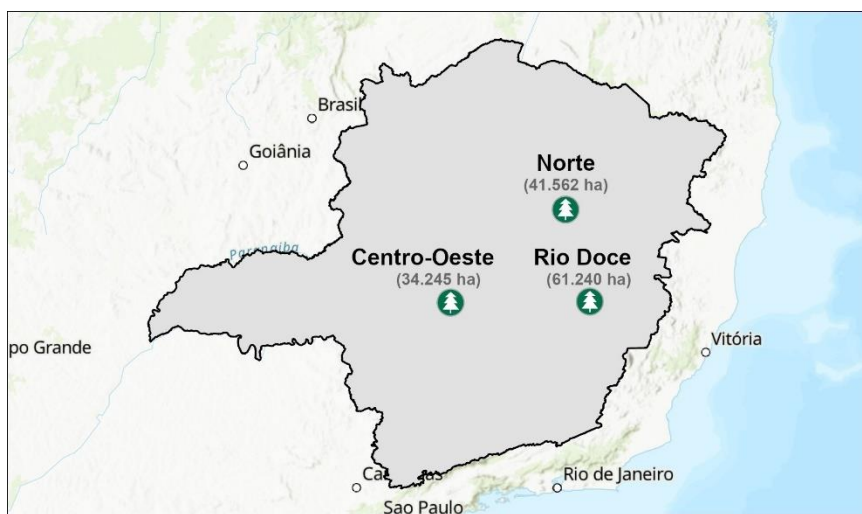 Brasil
Goiânia
Norte
(41.562 ha)
Paranaíba
Centro-Oeste
(34.245 ha)
Rio Doce
(61.240 ha)
po Grande
Vitória
Rio de Janeiro
Sao Paulo